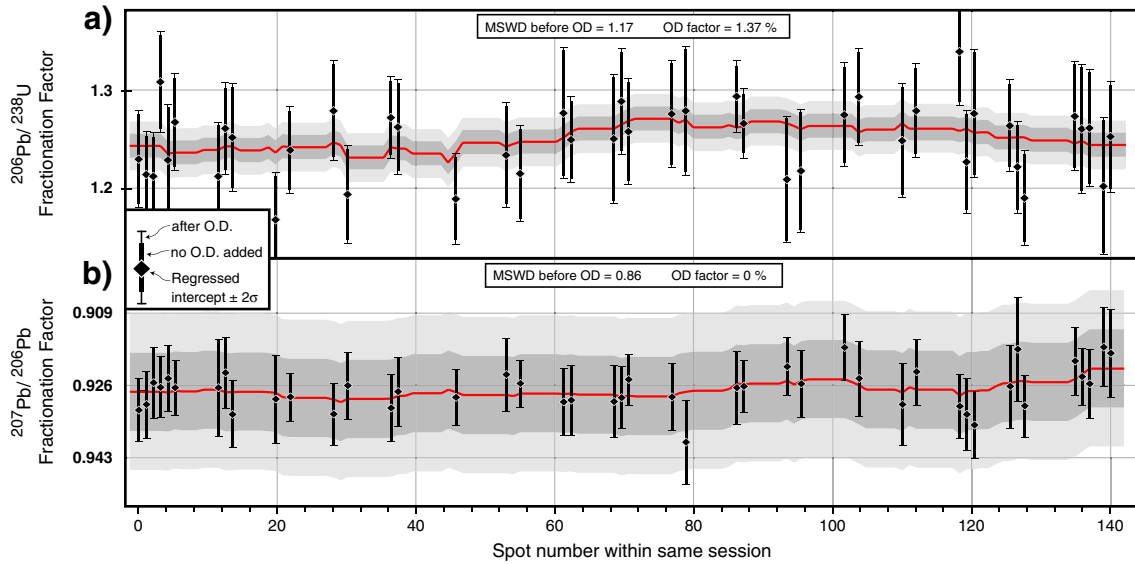 a)
MSWD before OD = 1.17 OD factor = 1.37 %
206Pb/ 238U
Fractionation Factor
1.3
1.2
after O.D.
no O.D. added
Regressed
intercept ± 2σ
b)
MSWD before OD = 0.86 OD factor = 0 %
207Pb/ 206Pb
Fractionation Factor
0.909
0.926
0.943
0 20 40 60 80 100 120 140
Spot number within same session